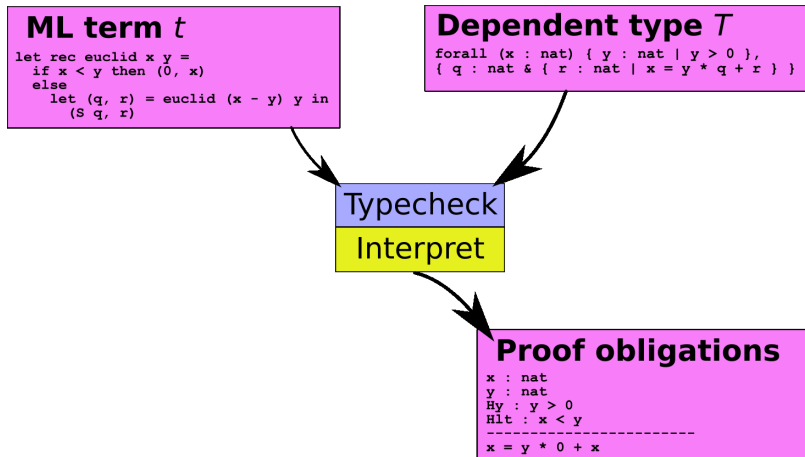 ML term t
let rec euclid x y =
  if x < y then (0, x)
  else
    let (q, r) = euclid (x - y) y in
      (S q, r)
Dependent type T
forall (x : nat) { y : nat | y > 0 },
{ q : nat & { r : nat | x = y * q + r } }
Typecheck
Interpret
Proof obligations
x : nat
y : nat
Hy : y > 0
Hlt : x < y
-------------------------
x = y * 0 + x